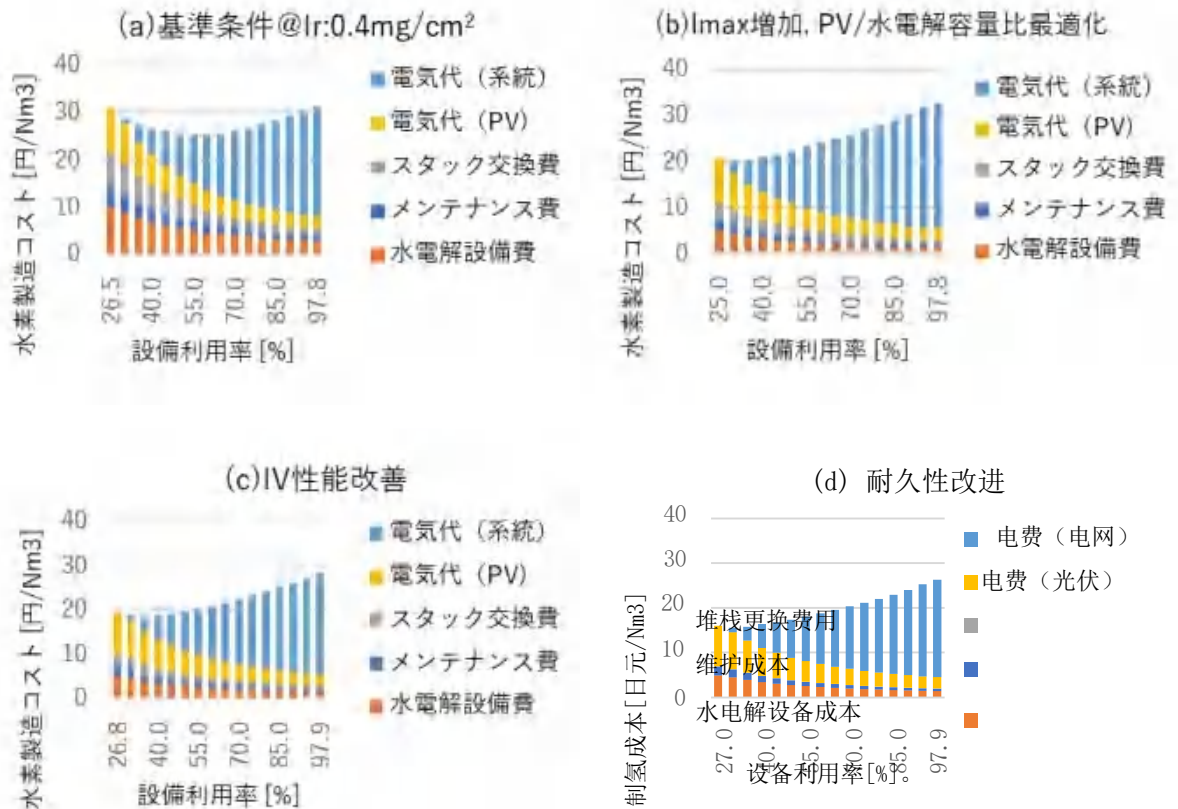 (a)基準条件@Ir:0.4mg/cm²
水素製造コスト [円/Nm3]
40
30
20
10
0
26.5
40.0
55.0
70.0
85.0
97.8
設備利用率 [%]
電気代（系統）
電気代（PV）
スタック交換費
メンテナンス費
水電解設備費
(b)Imax増加, PV/水電解容量比最適化
水素製造コスト [円/Nm3]
40
30
20
10
0
25.0
40.0
55.0
70.0
85.0
97.8
設備利用率 [%]
電気代（系統）
電気代（PV）
スタック交換費
メンテナンス費
水電解設備費
(c)IV性能改善
水素製造コスト [円/Nm3]
40
30
20
10
0
26.8
40.0
55.0
70.0
85.0
97.9
設備利用率 [%]
電気代（系統）
電気代（PV）
スタック交換費
メンテナンス費
水電解設備費
(d) 耐久性改进
制氢成本[日元/Nm3]
40
30
20
10
0
27.0
40.0
55.0
70.0
85.0
97.9
设备利用率[%]。
电费（电网）
电费（光伏）
堆栈更换费用
维护成本
水电解设备成本